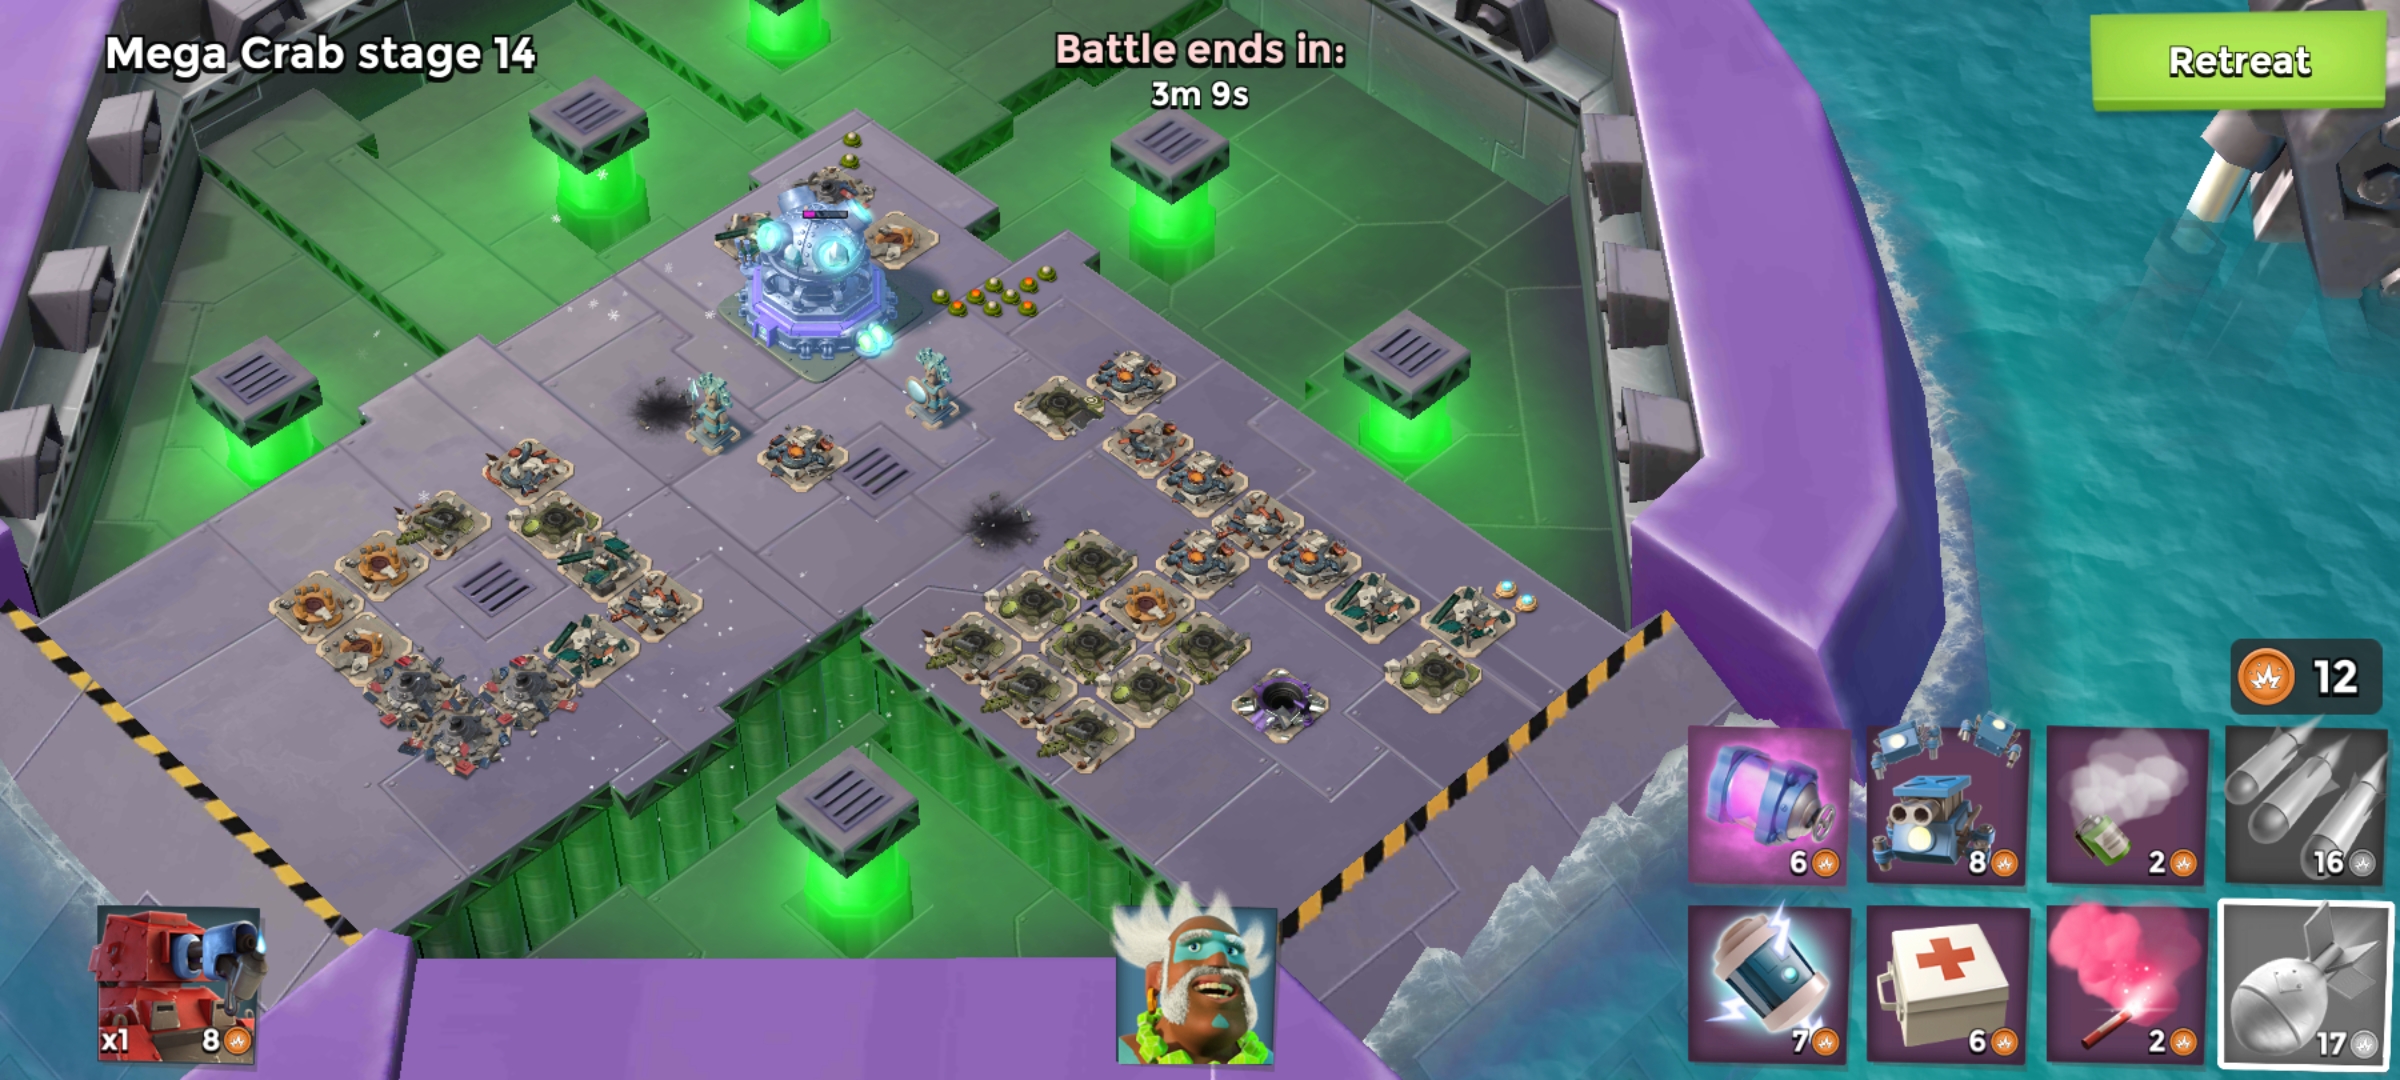 Mega Crab stage 14
Battle ends in:
3m 9s
Retreat
12
6
8
2
16
7
6
2
17
x1
8